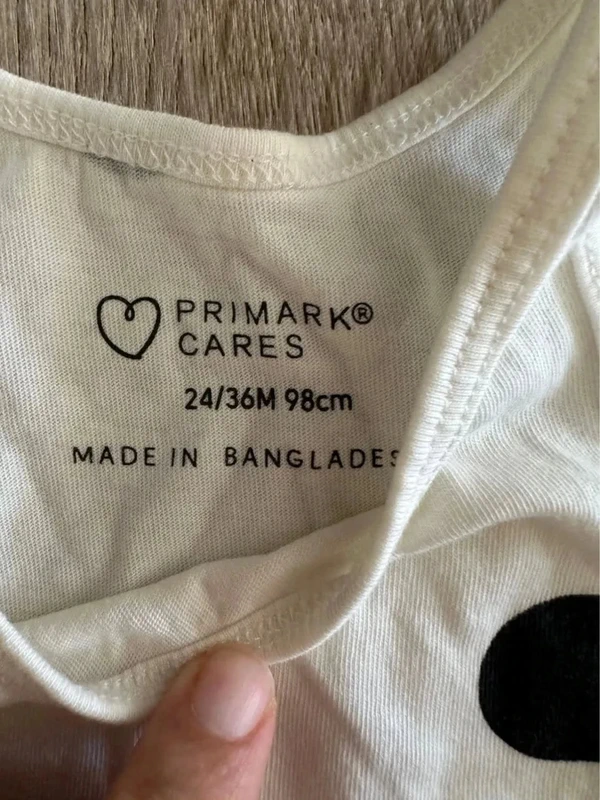 PRIMARK®
CARES
24/36M 98cm
MADE IN BANGLADES